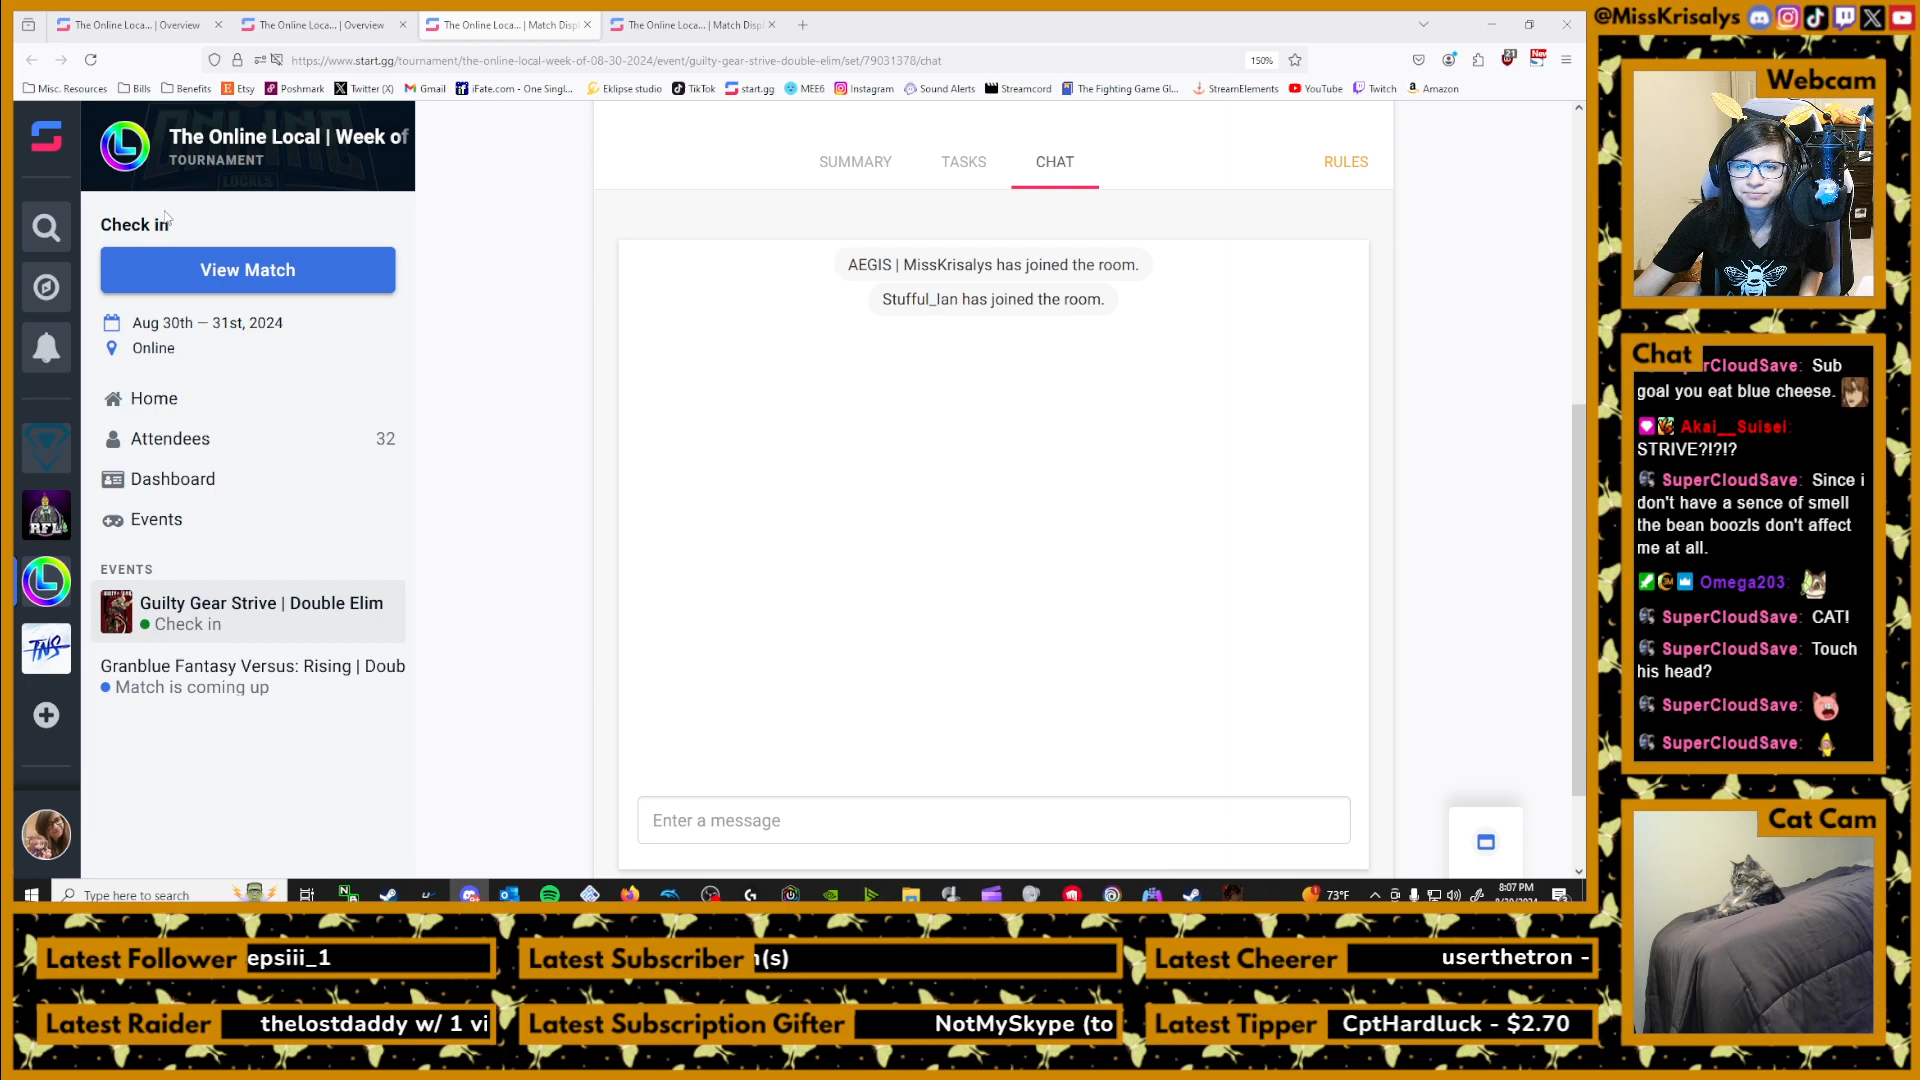 The Online Loca... | Overview
The Online Loca... | Overview
The Online Loca... | Match Disp
The Online Loca... | Match Disp
https://www.start.gg/tournament/the-online-local-week-of-08-30-2024/event/guilty-gear-strive-double-elim/set/79031378/chat
150%
21
New
Misc. Resources
Bills
Benefits
Etsy
Poshmark
Twitter (X)
Gmail
iFate.com - One Singl...
Eklipse studio
TikTok
start.gg
MEE6
Instagram
Sound Alerts
Streamcord
The Fighting Game Gl...
StreamElements
YouTube
Twitch
Amazon
The Online Local | Week of
TOURNAMENT
Check in
View Match
Aug 30th — 31st, 2024
Online
Home
Attendees 32
Dashboard
Events
EVENTS
Guilty Gear Strive | Double Elim
Check in
Granblue Fantasy Versus: Rising | Doub
Match is coming up
RFL
TNS
SUMMARY
TASKS
CHAT
RULES
AEGIS | MissKrisalys has joined the room.
Stufful_Ian has joined the room.
Enter a message
Type here to search
73°F
8:07 PM
@MissKrisalys
Webcam
Chat
rCloudSave: Sub
goal you eat blue cheese.
Akai__Suisei:
STRIVE?!?!?
SuperCloudSave: Since i
don't have a sence of smell
the bean boozls don't affect
me at all.
Omega203:
SuperCloudSave: CAT!
SuperCloudSave: Touch
his head?
SuperCloudSave:
SuperCloudSave:
Cat Cam
Latest Follower epsiii_1
Latest Subscriber (s)
Latest Cheerer userthetron -
Latest Raider thelostdaddy w/ 1 vi
Latest Subscription Gifter NotMySkype (to
Latest Tipper CptHardluck - $2.70